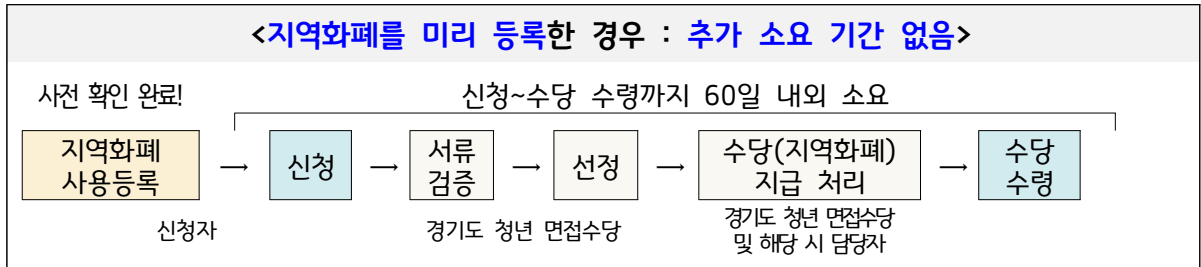 <지역화폐를 미리 등록한 경우 : 추가 소요 기간 없음>
사전 확인 완료!
신청~수당 수령까지 60일 내외 소요
지역화폐
사용등록
→
신청
→
서류
검증
→
선정
→
수당(지역화폐)
지급 처리
→
수당
수령
신청자
경기도 청년 면접수당
경기도 청년 면접수당
및 해당 시 담당자